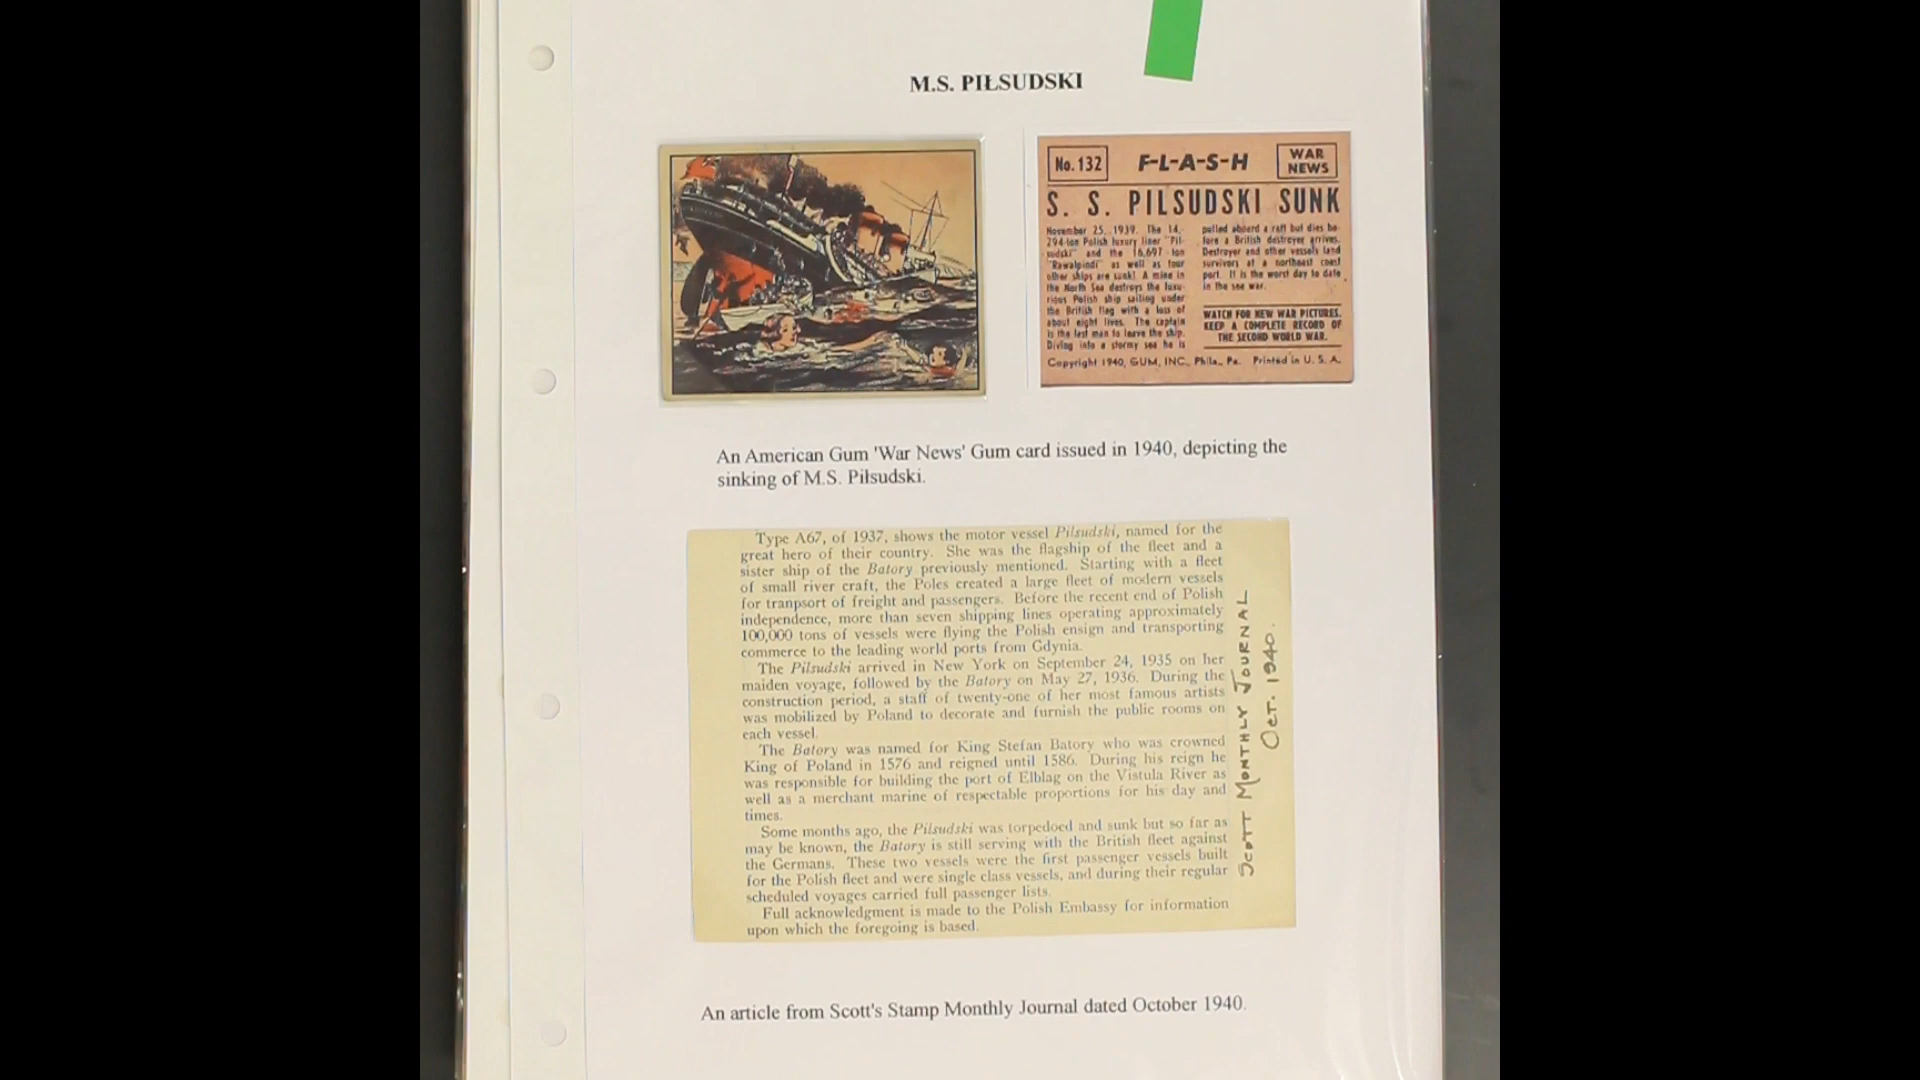 M.S. PIŁSUDSKI
No. 132
F-L-A-S-H
WAR
NEWS
S. S. PILSUDSKI SUNK
November 25, 1939. The 14,-
294-ton Polish luxury liner "Pil-
sudski" and the 16,697 ton
"Rawalpindi" as well as four
other ships are sunk! A mine in
the North Sea destroys the luxu-
rious Polish ship sailing under
the British flag with a loss of
about eight lives. The captain
is the last man to leave the ship.
Diving into a stormy sea he is
pulled aboard a raft but dies be-
fore a British destroyer arrives.
Destroyer and other vessels land
survivors at a northeast coast
port. It is the worst day to date
in the sea war.
WATCH FOR NEW WAR PICTURES.
KEEP A COMPLETE RECORD OF
THE SECOND WORLD WAR.
Copyright 1940, GUM, INC., Phila., Pa. Printed in U. S. A.
An American Gum 'War News' Gum card issued in 1940, depicting the
sinking of M.S. Piłsudski.
Type A67, of 1937, shows the motor vessel Pilsudski, named for the
great hero of their country. She was the flagship of the fleet and a
sister ship of the Batory previously mentioned. Starting with a fleet
of small river craft, the Poles created a large fleet of modern vessels
for tranpsort of freight and passengers. Before the recent end of Polish
independence, more than seven shipping lines operating approximately
100,000 tons of vessels were flying the Polish ensign and transporting
commerce to the leading world ports from Gdynia.
The Pilsudski arrived in New York on September 24, 1935 on her
maiden voyage, followed by the Batory on May 27, 1936. During the
construction period, a staff of twenty-one of her most famous artists
was mobilized by Poland to decorate and furnish the public rooms on
each vessel.
The Batory was named for King Stefan Batory who was crowned
King of Poland in 1576 and reigned until 1586. During his reign he
was responsible for building the port of Elblag on the Vistula River as
well as a merchant marine of respectable proportions for his day and
times.
Some months ago, the Pilsudski was torpedoed and sunk but so far as
may be known, the Batory is still serving with the British fleet against
the Germans. These two vessels were the first passenger vessels built
for the Polish fleet and were single class vessels, and during their regular
scheduled voyages carried full passenger lists.
Full acknowledgment is made to the Polish Embassy for information
upon which the foregoing is based.
SCOTT MONTHLY JOURNAL
OCT. 1940.
An article from Scott's Stamp Monthly Journal dated October 1940.